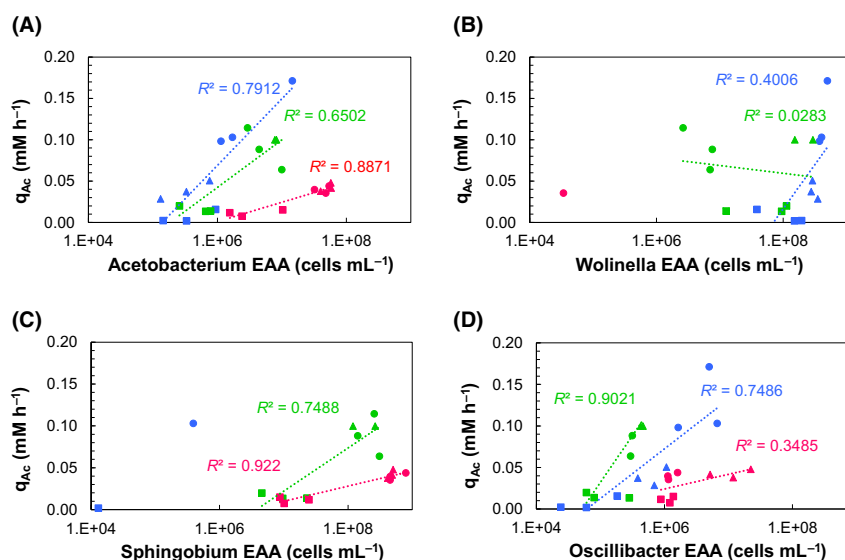 (A)
0.20
0.15
0.10
0.05
0.00
qAc (mM h⁻¹)
R² = 0.7912
R² = 0.6502
R² = 0.8871
1.E+04 1.E+06 1.E+08
Acetobacterium EAA (cells mL⁻¹)
(B)
0.20
0.15
0.10
0.05
0.00
qAc (mM h⁻¹)
R² = 0.4006
R² = 0.0283
1.E+04 1.E+06 1.E+08
Wolinella EAA (cells mL⁻¹)
(C)
0.20
0.15
0.10
0.05
0.00
qAc (mM h⁻¹)
R² = 0.7488
R² = 0.922
1.E+04 1.E+06 1.E+08
Sphingobium EAA (cells mL⁻¹)
(D)
0.20
0.15
0.10
0.05
0.00
qAc (mM h⁻¹)
R² = 0.9021
R² = 0.7486
R² = 0.3485
1.E+04 1.E+06 1.E+08
Oscillibacter EAA (cells mL⁻¹)